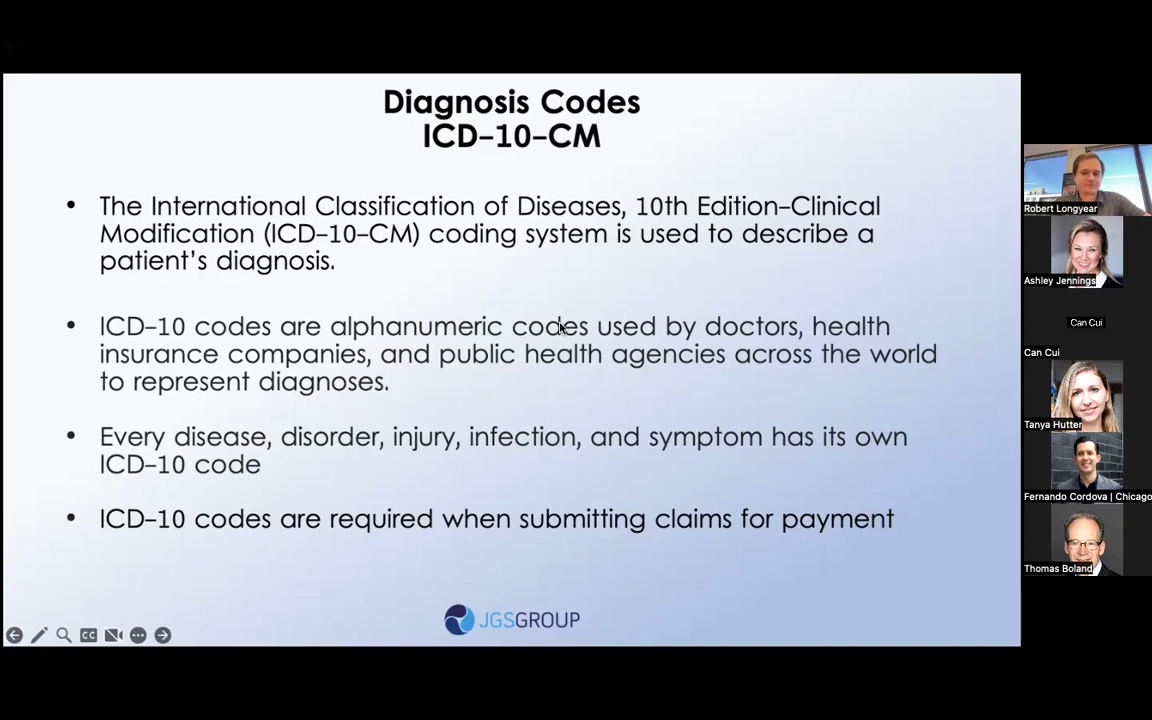 Diagnosis Codes
ICD-10-CM
• The International Classification of Diseases, 10th Edition-Clinical
Modification (ICD-10-CM) coding system is used to describe a
patient's diagnosis.
• ICD-10 codes are alphanumeric codes used by doctors, health
insurance companies, and public health agencies across the world
to represent diagnoses.
• Every disease, disorder, injury, infection, and symptom has its own
ICD-10 code
• ICD-10 codes are required when submitting claims for payment
JGSGROUP
CC
Robert Longyear
Ashley Jennings
Can Cui
Can Cui
Tanya Hutter
Fernando Cordova | Chicago
Thomas Boland